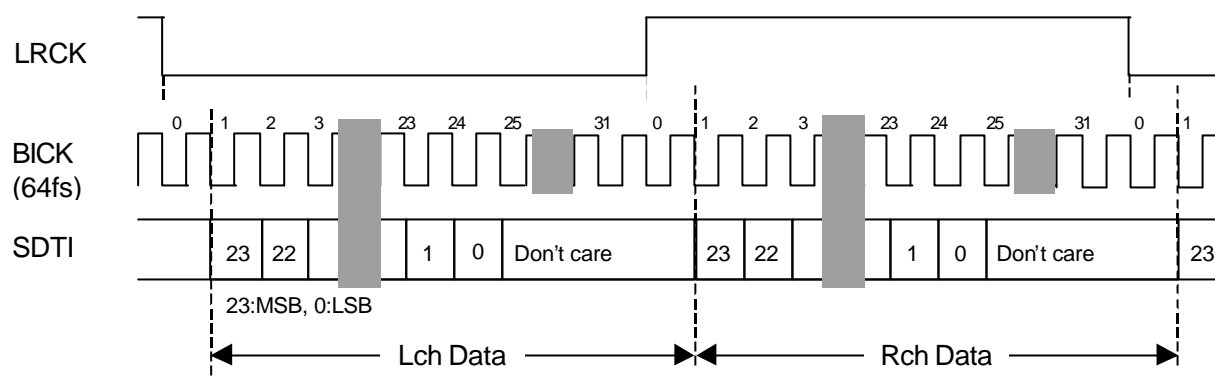 LRCK
0 1 2 3 23 24 25 31 0 1 2 3 23 24 25 31 0 1
BICK
(64fs)
SDTI 23 22 1 0 Don't care 23 22 1 0 Don't care 23
23:MSB, 0:LSB
Lch Data Rch Data